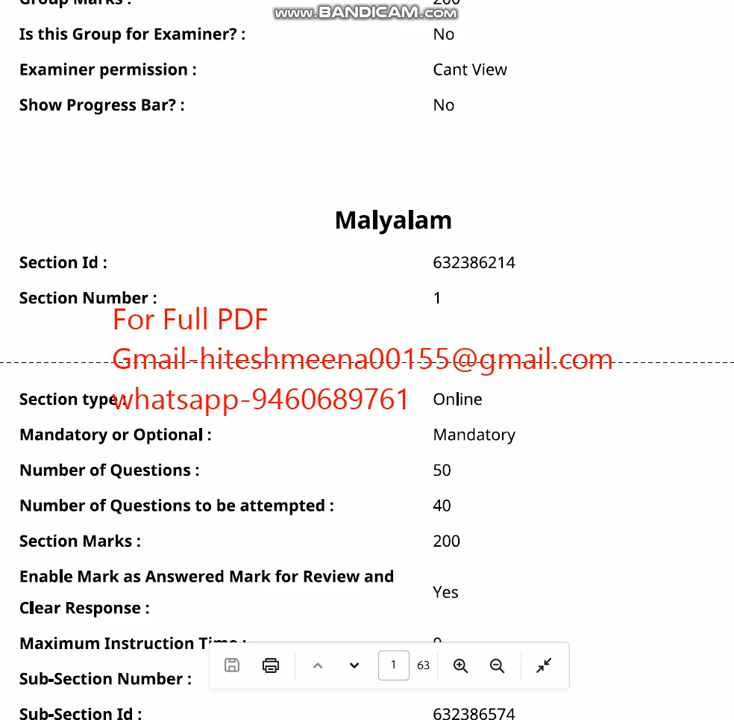 Group Marks : 200
www.BANDICAM.com
Is this Group for Examiner? : No
Examiner permission : Cant View
Show Progress Bar? : No
Malyalam
Section Id : 632386214
Section Number : 1
For Full PDF
Gmail-hiteshmeena00155@gmail.com
whatsapp-9460689761
Section type : Online
Mandatory or Optional : Mandatory
Number of Questions : 50
Number of Questions to be attempted : 40
Section Marks : 200
Enable Mark as Answered Mark for Review and
Clear Response : Yes
Maximum Instruction Time : 0
1 63
Sub-Section Number :
Sub-Section Id : 632386574